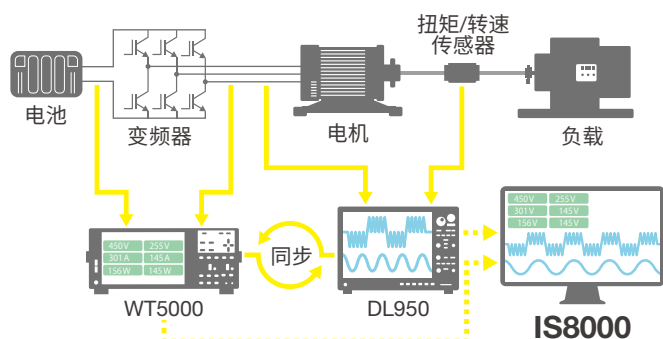 扭矩/转速
传感器
电池
变频器
电机
负载
450V 255V
301A 145A
156W 145W
同步
450V 255V
301V 145V
156V 145V
WT5000
DL950
IS8000